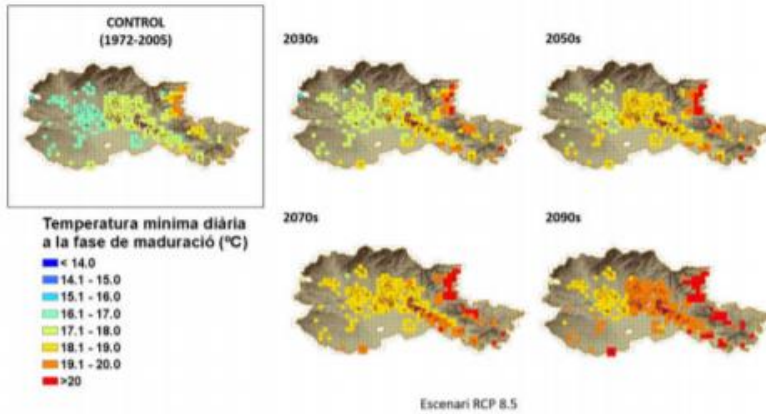 CONTROL
(1972-2005)
2030s
2050s
Temperatura mínima diària
a la fase de maduració (ºC)
< 14.0
14.1 - 15.0
15.1 - 16.0
16.1 - 17.0
17.1 - 18.0
18.1 - 19.0
19.1 - 20.0
>20
2070s
2090s
Escenari RCP 8.5